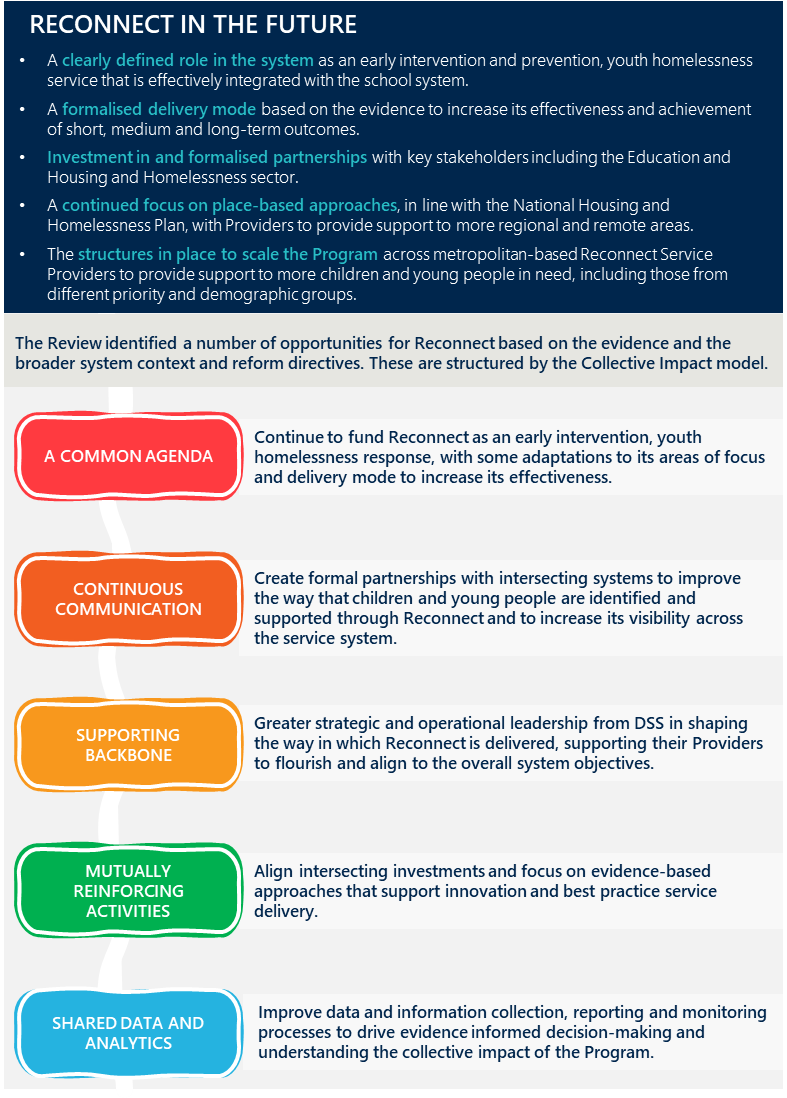 RECONNECT IN THE FUTURE
• A clearly defined role in the system as an early intervention and prevention, youth homelessness
service that is effectively integrated with the school system.
• A formalised delivery mode based on the evidence to increase its effectiveness and achievement
of short, medium and long-term outcomes.
• Investment in and formalised partnerships with key stakeholders including the Education and
Housing and Homelessness sector.
• A continued focus on place-based approaches, in line with the National Housing and
Homelessness Plan, with Providers to provide support to more regional and remote areas.
• The structures in place to scale the Program across metropolitan-based Reconnect Service
Providers to provide support to more children and young people in need, including those from
different priority and demographic groups.
The Review identified a number of opportunities for Reconnect based on the evidence and the
broader system context and reform directives. These are structured by the Collective Impact model.
A COMMON AGENDA
Continue to fund Reconnect as an early intervention, youth
homelessness response, with some adaptations to its areas of focus
and delivery mode to increase its effectiveness.
CONTINUOUS
COMMUNICATION
Create formal partnerships with intersecting systems to improve
the way that children and young people are identified and
supported through Reconnect and to increase its visibility across
the service system.
SUPPORTING
BACKBONE
Greater strategic and operational leadership from DSS in shaping
the way in which Reconnect is delivered, supporting their Providers
to flourish and align to the overall system objectives.
MUTUALLY
REINFORCING
ACTIVITIES
Align intersecting investments and focus on evidence-based
approaches that support innovation and best practice service
delivery.
SHARED DATA AND
ANALYTICS
Improve data and information collection, reporting and monitoring
processes to drive evidence informed decision-making and
understanding the collective impact of the Program.